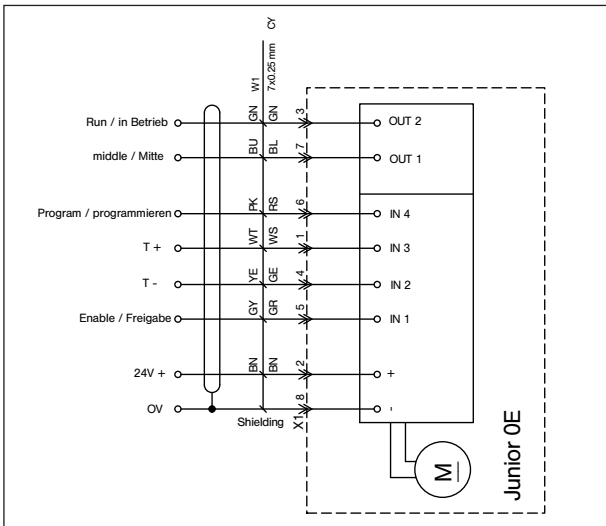 CY
W1 7x0.25 mm
Run / in Betrieb GN GN 3 OUT 2
middle / Mitte BU BL 7 OUT 1
Program / programmieren PK RS 6 IN 4
T + WT WS 1 IN 3
T - YE GE 4 IN 2
Enable / Freigabe GY GR 5 IN 1
24V + BN BN 2 +
OV Shielding X1 8 -
M
Junior 0E